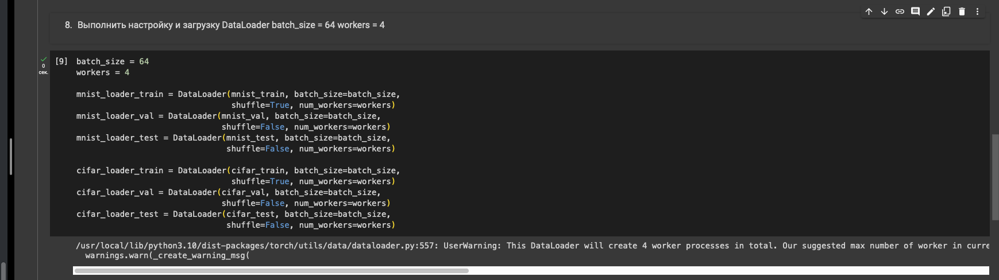 8. Выполнить настройку и загрузку DataLoader batch_size = 64 workers = 4
0
сек.
[9] batch_size = 64
workers = 4
mnist_loader_train = DataLoader(mnist_train, batch_size=batch_size,
shuffle=True, num_workers=workers)
mnist_loader_val = DataLoader(mnist_val, batch_size=batch_size,
shuffle=False, num_workers=workers)
mnist_loader_test = DataLoader(mnist_test, batch_size=batch_size,
shuffle=False, num_workers=workers)
cifar_loader_train = DataLoader(cifar_train, batch_size=batch_size,
shuffle=True, num_workers=workers)
cifar_loader_val = DataLoader(cifar_val, batch_size=batch_size,
shuffle=False, num_workers=workers)
cifar_loader_test = DataLoader(cifar_test, batch_size=batch_size,
shuffle=False, num_workers=workers)
/usr/local/lib/python3.10/dist-packages/torch/utils/data/dataloader.py:557: UserWarning: This DataLoader will create 4 worker processes in total. Our suggested max number of worker in curre
warnings.warn(_create_warning_msg(